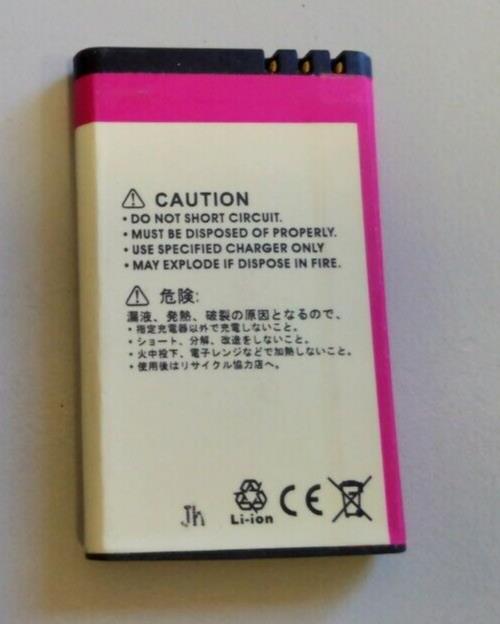 CAUTION
• DO NOT SHORT CIRCUIT.
• MUST BE DISPOSED OF PROPERLY.
• USE SPECIFIED CHARGER ONLY
• MAY EXPLODE IF DISPOSE IN FIRE.
危険:
漏液、発熱、破裂の原因となるので、
・指定充電器以外で充電しないこと。
・ショート、分解、改造をしないこと。
・火中投下、電子レンジなどで加熱しないこと。
・使用後はリサイクル協力店へ。
Jh
Li-ion
CE